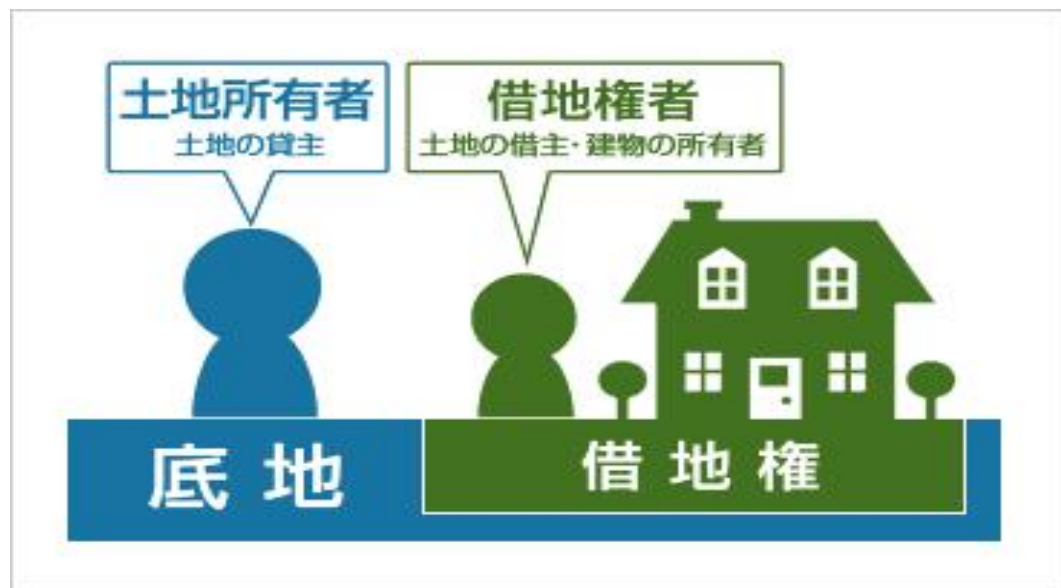 土地所有者
土地の貸主
借地権者
土地の借主・建物の所有者
底地
借地権